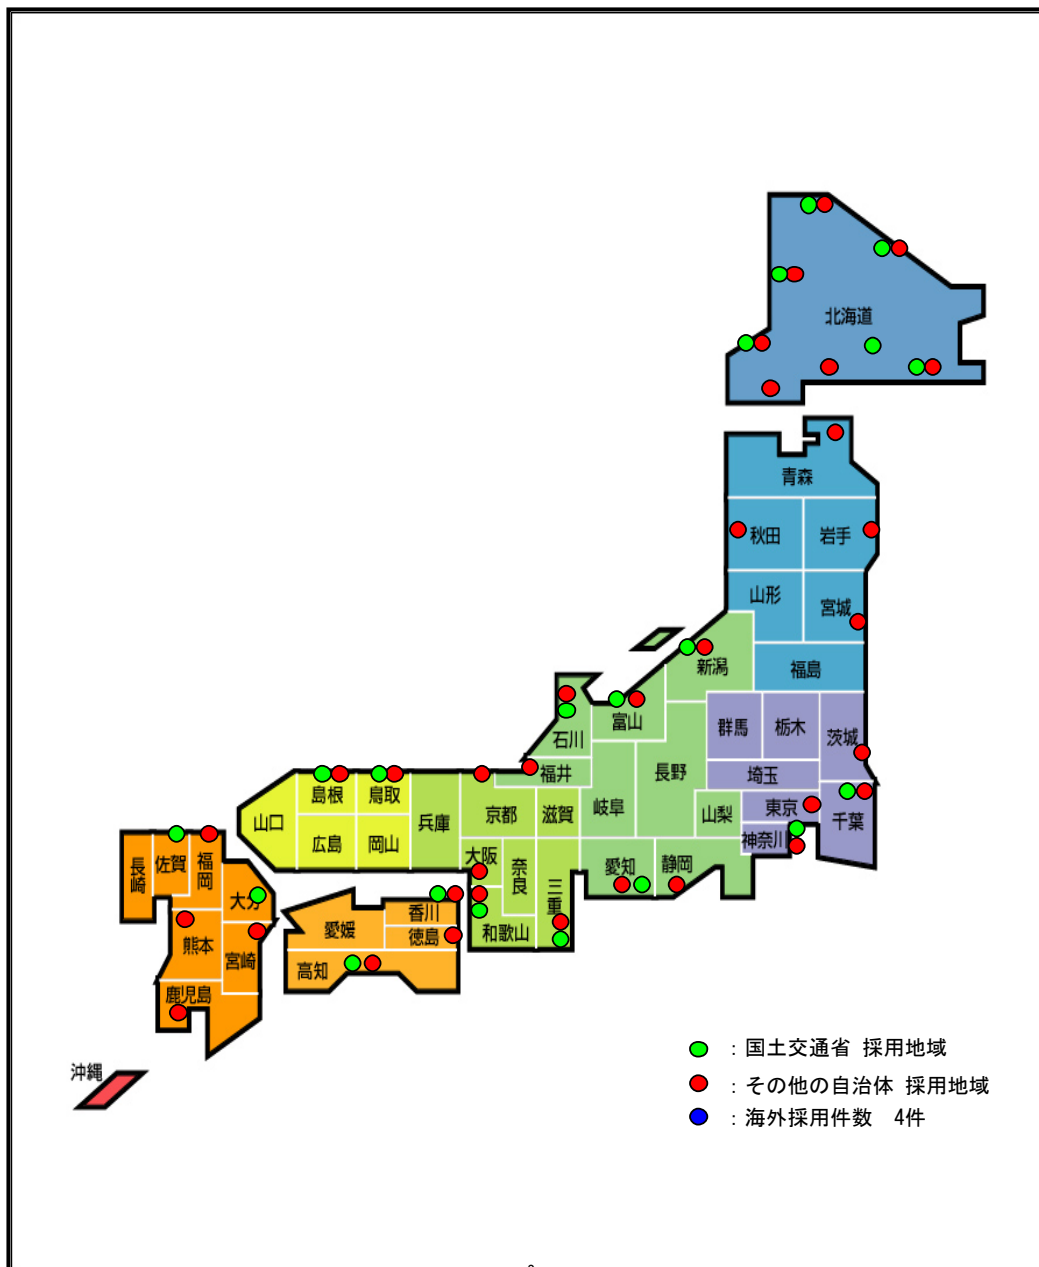 北海道
青森
秋田
岩手
山形
宮城
新潟
福島
富山
石川
群馬
栃木
茨城
福井
長野
埼玉
島根
鳥取
岐阜
山梨
東京
千葉
山口
兵庫
京都
滋賀
広島
岡山
神奈川
長崎
佐賀
福岡
大阪
奈良
愛知
静岡
三重
大分
香川
愛媛
徳島
和歌山
熊本
宮崎
高知
鹿児島
沖縄
：国土交通省 採用地域
：その他の自治体 採用地域
：海外採用件数 4件